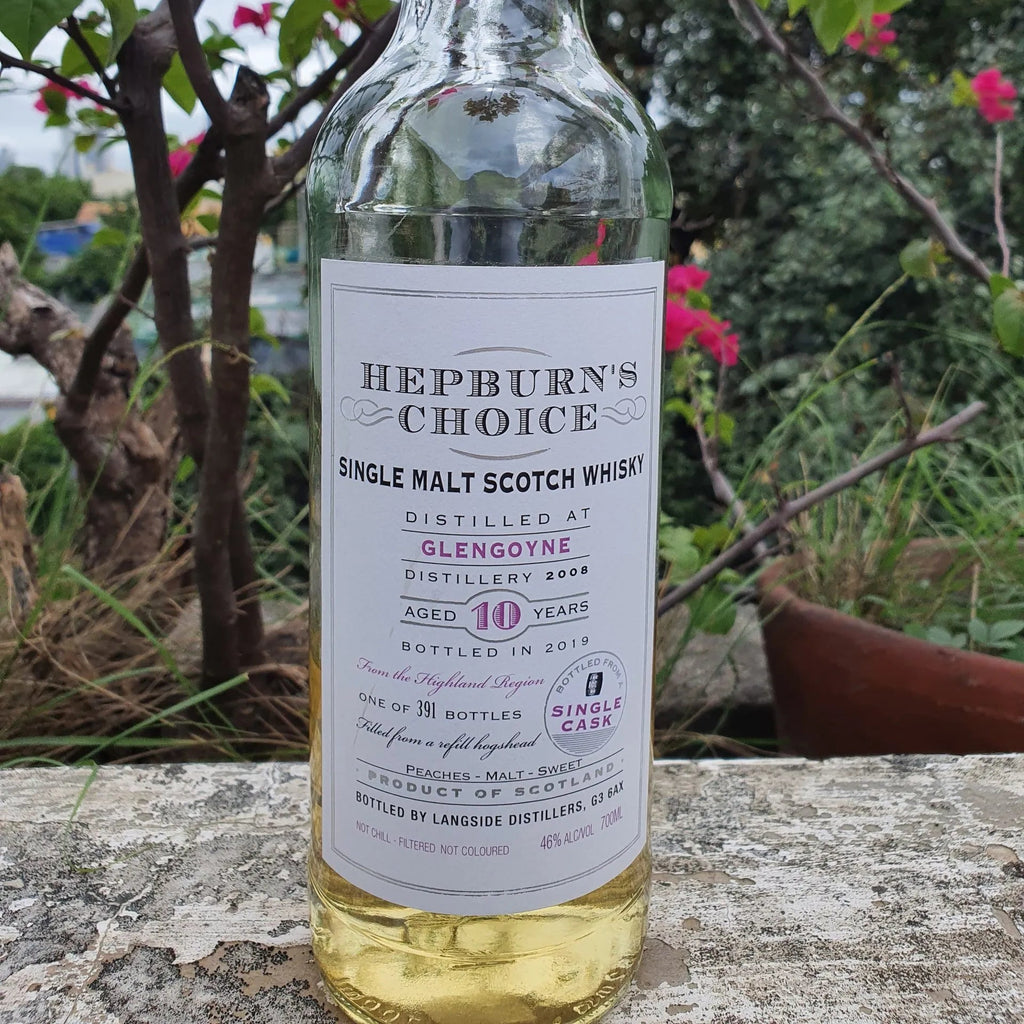 HEPBURN'S
CHOICE
SINGLE MALT SCOTCH WHISKY
DISTILLED AT
GLENGOYNE
DISTILLERY 2008
AGED 10 YEARS
BOTTLED IN 2019
From the Highland Region
ONE OF 391 BOTTLES
Filled from a refill hogshead
BOTTLED FROM A
SINGLE
CASK
PEACHES - MALT - SWEET
· PRODUCT OF SCOTLAND ·
BOTTLED BY LANGSIDE DISTILLERS, G3 6AX
NOT CHILL - FILTERED NOT COLOURED 46% ALC/VOL 700ML